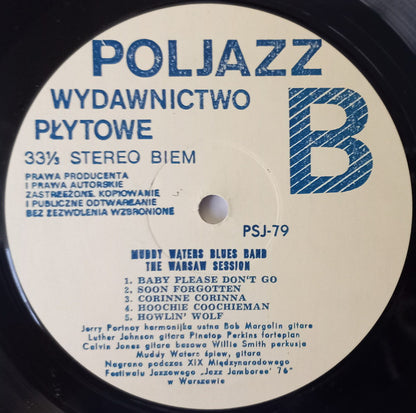 POLJAZZ
WYDAWNICTWO
PŁYTOWE
B
33⅓ STEREO BIEM
PRAWA PRODUCENTA
I PRAWA AUTORSKIE
ZASTRZEŻONE. KOPIOWANIE
I PUBLICZNE ODTWARZANIE
BEZ ZEZWOLENIA WZBRONIONE
PSJ-79
MUDDY WATERS BLUES BAND
THE WARSAW SESSION
1. BABY PLEASE DON'T GO
2. SOON FORGOTTEN
3. CORINNE CORINNA
4. HOOCHIE COOCHIEMAN
5. HOWLIN' WOLF
Jerry Portnoy harmonijka ustna Bob Margolin gitara
Luther Johnson gitara Pinetop Perkins fortepian
Calvin Jones gitara basowa Willie Smith perkusja
Muddy Waters śpiew, gitara
Nagrano podczas XIX Międzynarodowego
Festiwalu Jazzowego „Jazz Jamboree' 76"
w Warszawie